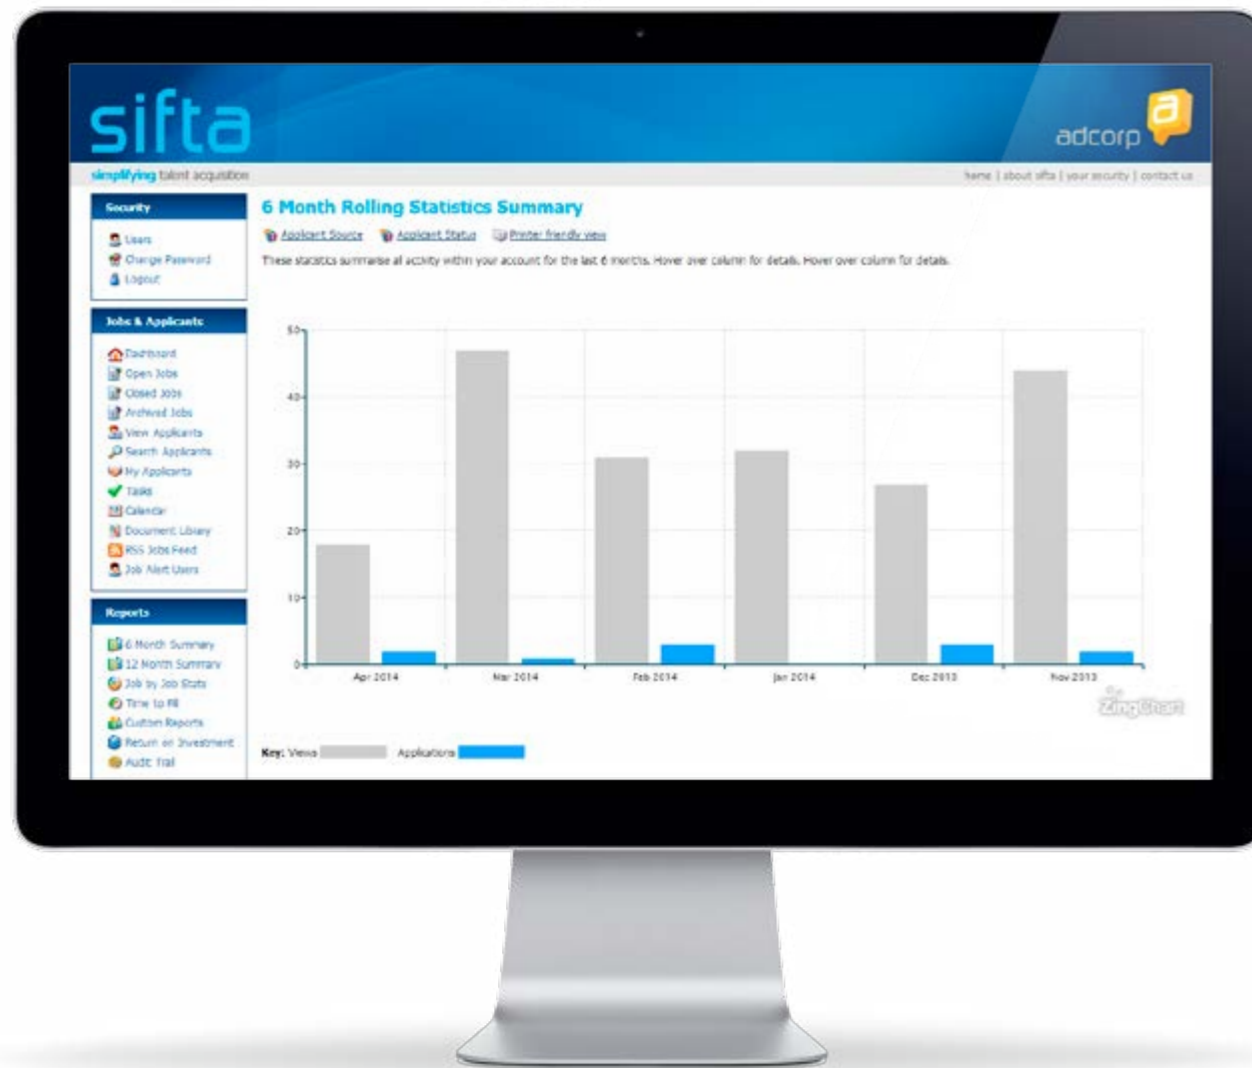 sifta
adcorp
simplifying talent acquisition
home | about sifta | your security | contact us
Security
Users
Change Password
Logout
Jobs & Applicants
Dashboard
Open Jobs
Closed Jobs
Archived Jobs
View Applicants
Search Applicants
My Applicants
Tasks
Calendar
Document Library
RSS Jobs Feed
Job Alert Users
Reports
6 Month Summary
12 Month Summary
Job by Job Stats
Time to Fill
Custom Reports
Return on Investment
Audit Trail
6 Month Rolling Statistics Summary
Applicant Source Applicant Status Printer friendly view
These statistics summarise all activity within your account for the last 6 months. Hover over column for details. Hover over column for details.
50
40
30
20
10
0
Apr 2014 Mar 2014 Feb 2014 Jan 2014 Dec 2013 Nov 2013
ZingChart
Key: Views Applications